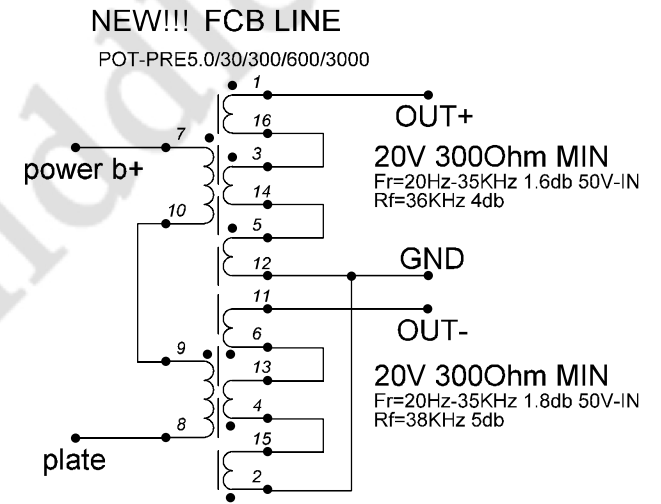 NEW!!! FCB LINE
POT-PRE5.0/30/300/600/3000
1
OUT+
16
7
3
20V 300Ohm MIN
power b+
Fr=20Hz-35KHz 1.6db 50V-IN
14
Rf=36KHz 4db
10
5
12
GND
11
OUT-
6
9
13
20V 300Ohm MIN
Fr=20Hz-35KHz 1.8db 50V-IN
4
Rf=38KHz 5db
8
15
plate
2